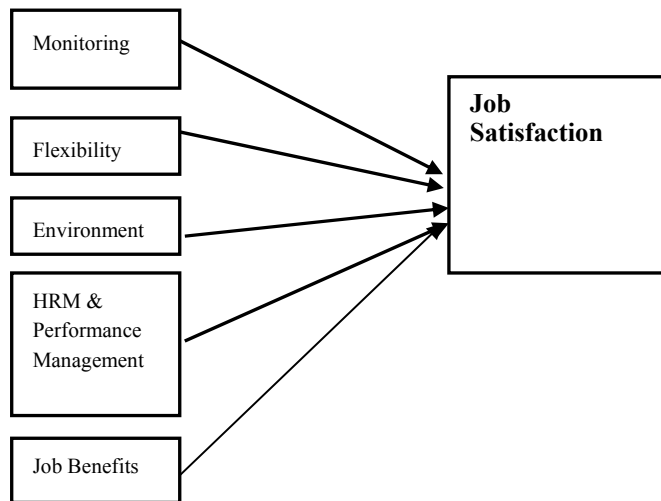 Monitoring
Job
Satisfaction
Flexibility
Environment
HRM &
Performance
Management
Job Benefits